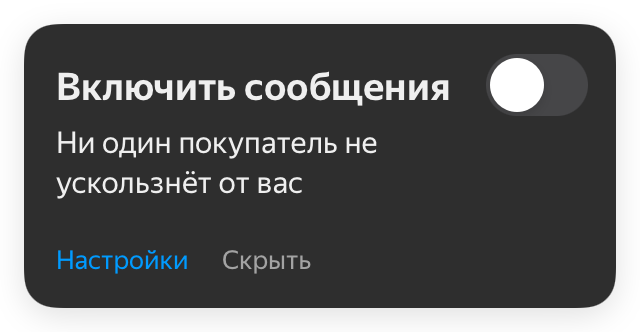 Включить сообщения
Ни один покупатель не
ускользнёт от вас
Настройки Скрыть